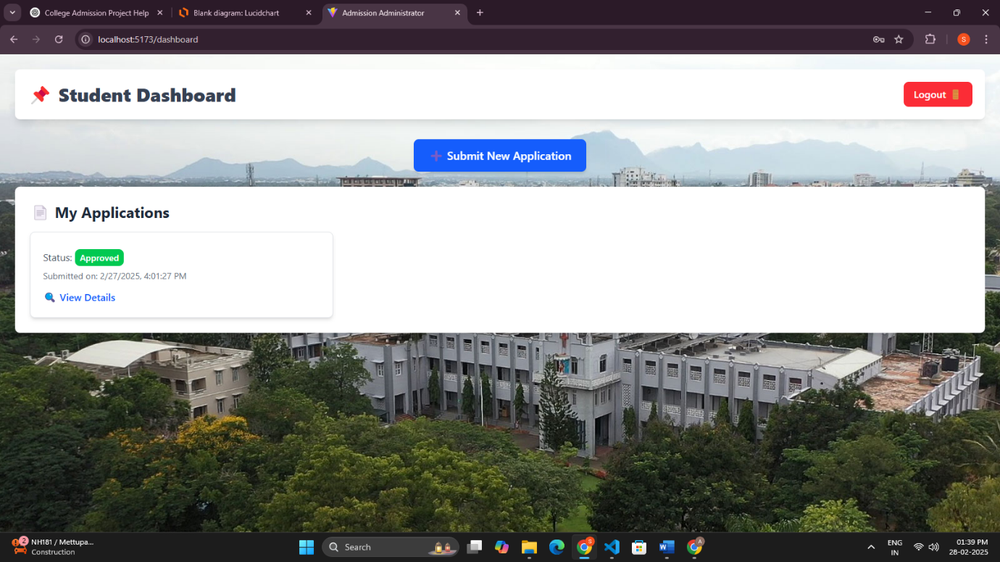 College Admission Project Help
Blank diagram: Lucidchart
Admission Administrator
localhost:5173/dashboard
S
Student Dashboard
Logout
Submit New Application
My Applications
Status: Approved
Submitted on: 2/27/2025, 4:01:27 PM
View Details
2
NH181 / Mettupa...
Construction
Search
S
W
A
ENG
IN
01:39 PM
28-02-2025